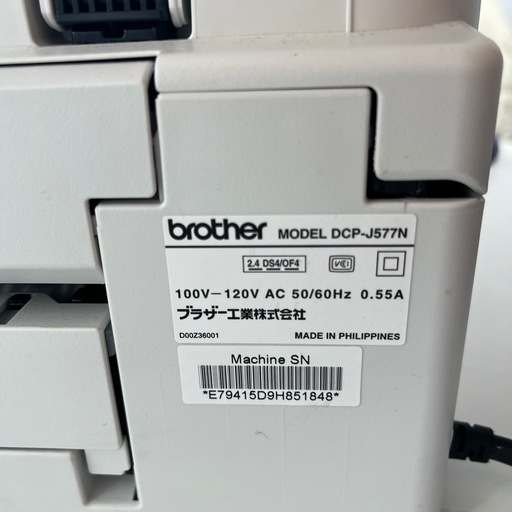 brother MODEL DCP-J577N
2.4 DS4/OF4 VCI
100V-120V AC 50/60Hz 0.55A
ブラザー工業株式会社
D00Z36001 MADE IN PHILIPPINES
Machine SN
*E79415D9H851848*